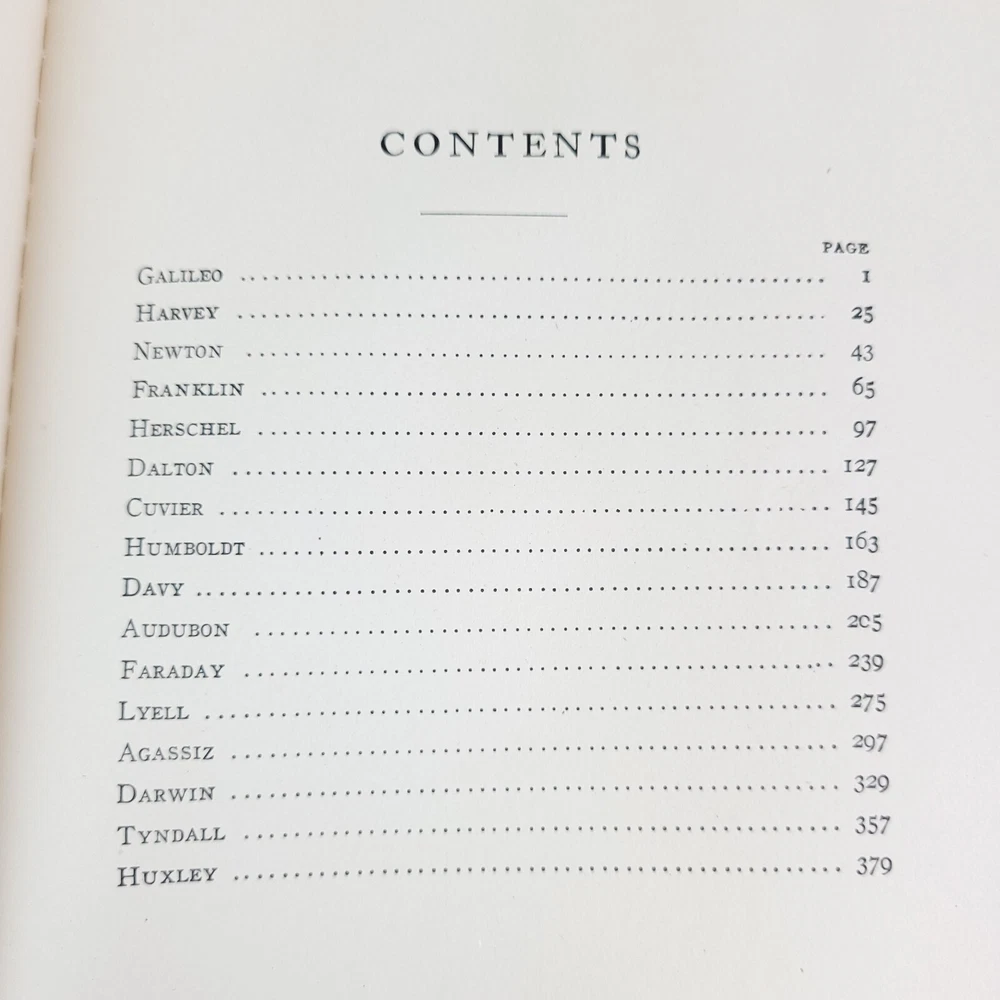 CONTENTS
PAGE
GALILEO ........................................................ 1
HARVEY ........................................................ 25
NEWTON ........................................................ 43
FRANKLIN ...................................................... 65
HERSCHEL ...................................................... 97
DALTON ........................................................ 127
CUVIER ........................................................ 145
HUMBOLDT ...................................................... 163
DAVY .......................................................... 187
AUDUBON ....................................................... 205
FARADAY ....................................................... 239
LYELL ......................................................... 275
AGASSIZ ....................................................... 297
DARWIN ........................................................ 329
TYNDALL ....................................................... 357
HUXLEY ........................................................ 379